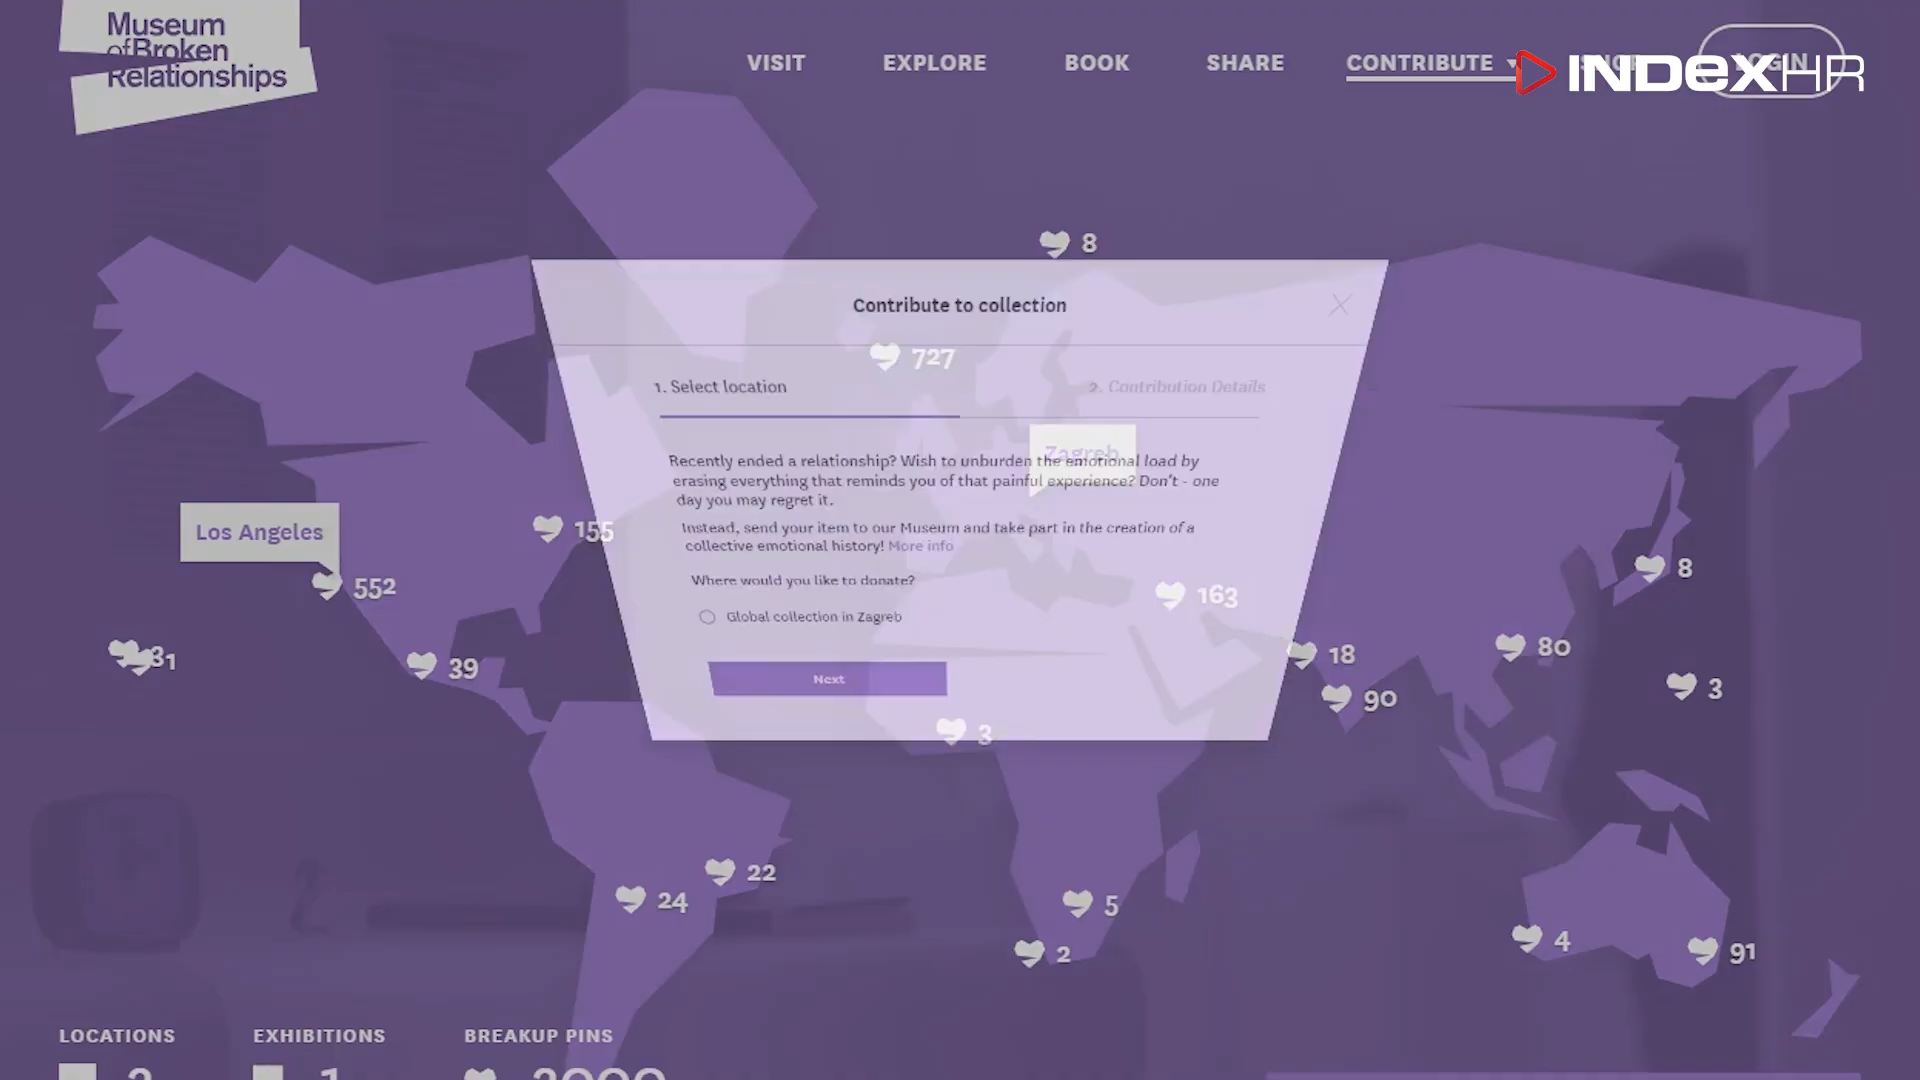 Museum
ofBroken
Relationships
VISIT
EXPLORE
BOOK
SHARE
CONTRIBUTE
LOGIN
INDEXHR
8
Contribute to collection
727
1. Select location
2. Contribution Details
Zagreb
Recently ended a relationship? Wish to unburden the emotional load by
erasing everything that reminds you of that painful experience? Don't - one
day you may regret it.
Instead, send your item to our Museum and take part in the creation of a
collective emotional history! More info
Where would you like to donate?
Global collection in Zagreb
Next
Los Angeles
155
552
163
8
31
39
18
80
90
3
3
22
24
5
2
4
91
LOCATIONS
EXHIBITIONS
BREAKUP PINS